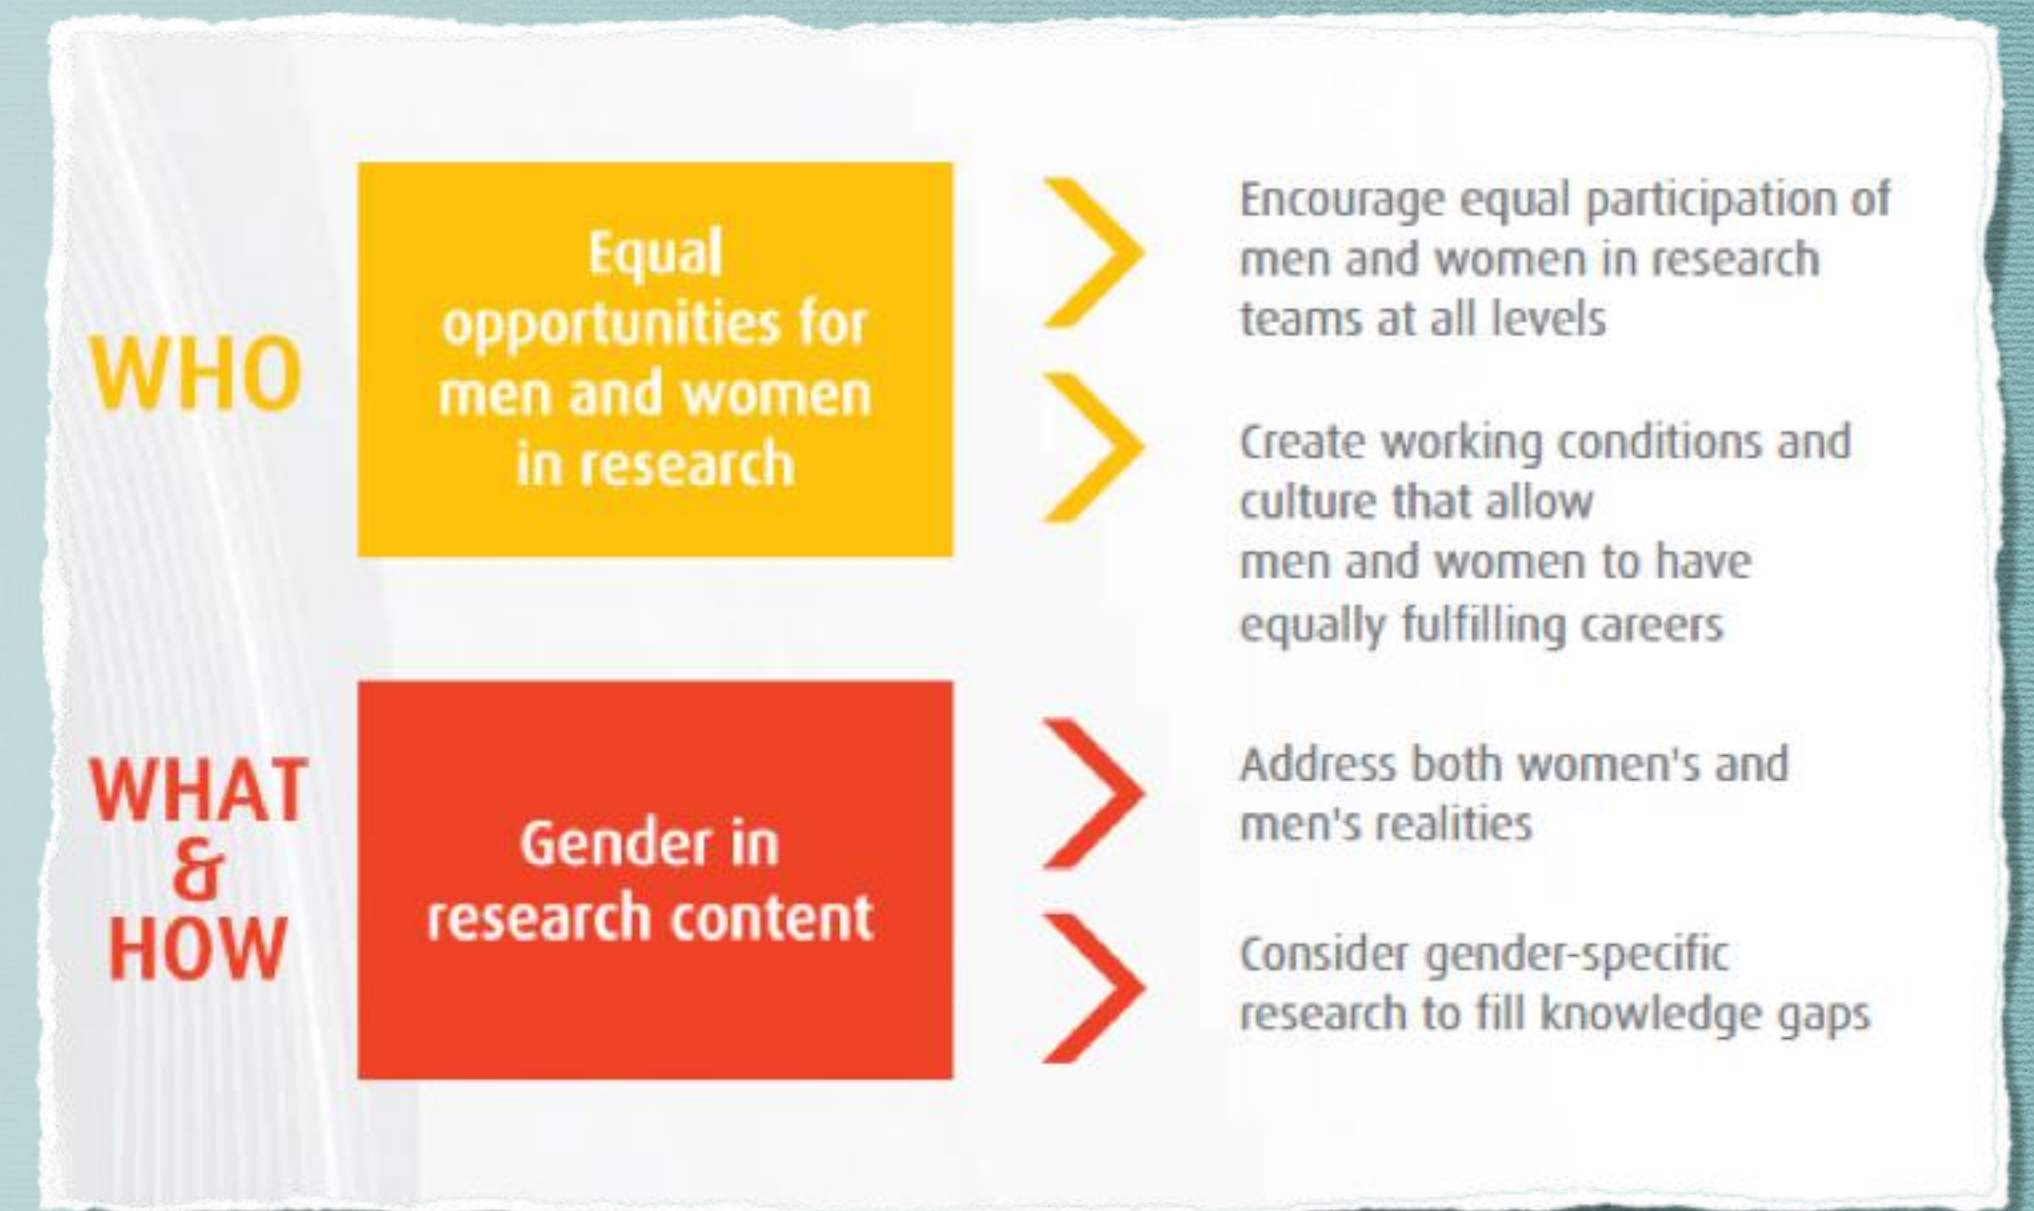 WHO
Equal
opportunities for
men and women
in research
Encourage equal participation of
men and women in research
teams at all levels
Create working conditions and
culture that allow
men and women to have
equally fulfilling careers
WHAT
&
HOW
Gender in
research content
Address both women's and
men's realities
Consider gender-specific
research to fill knowledge gaps